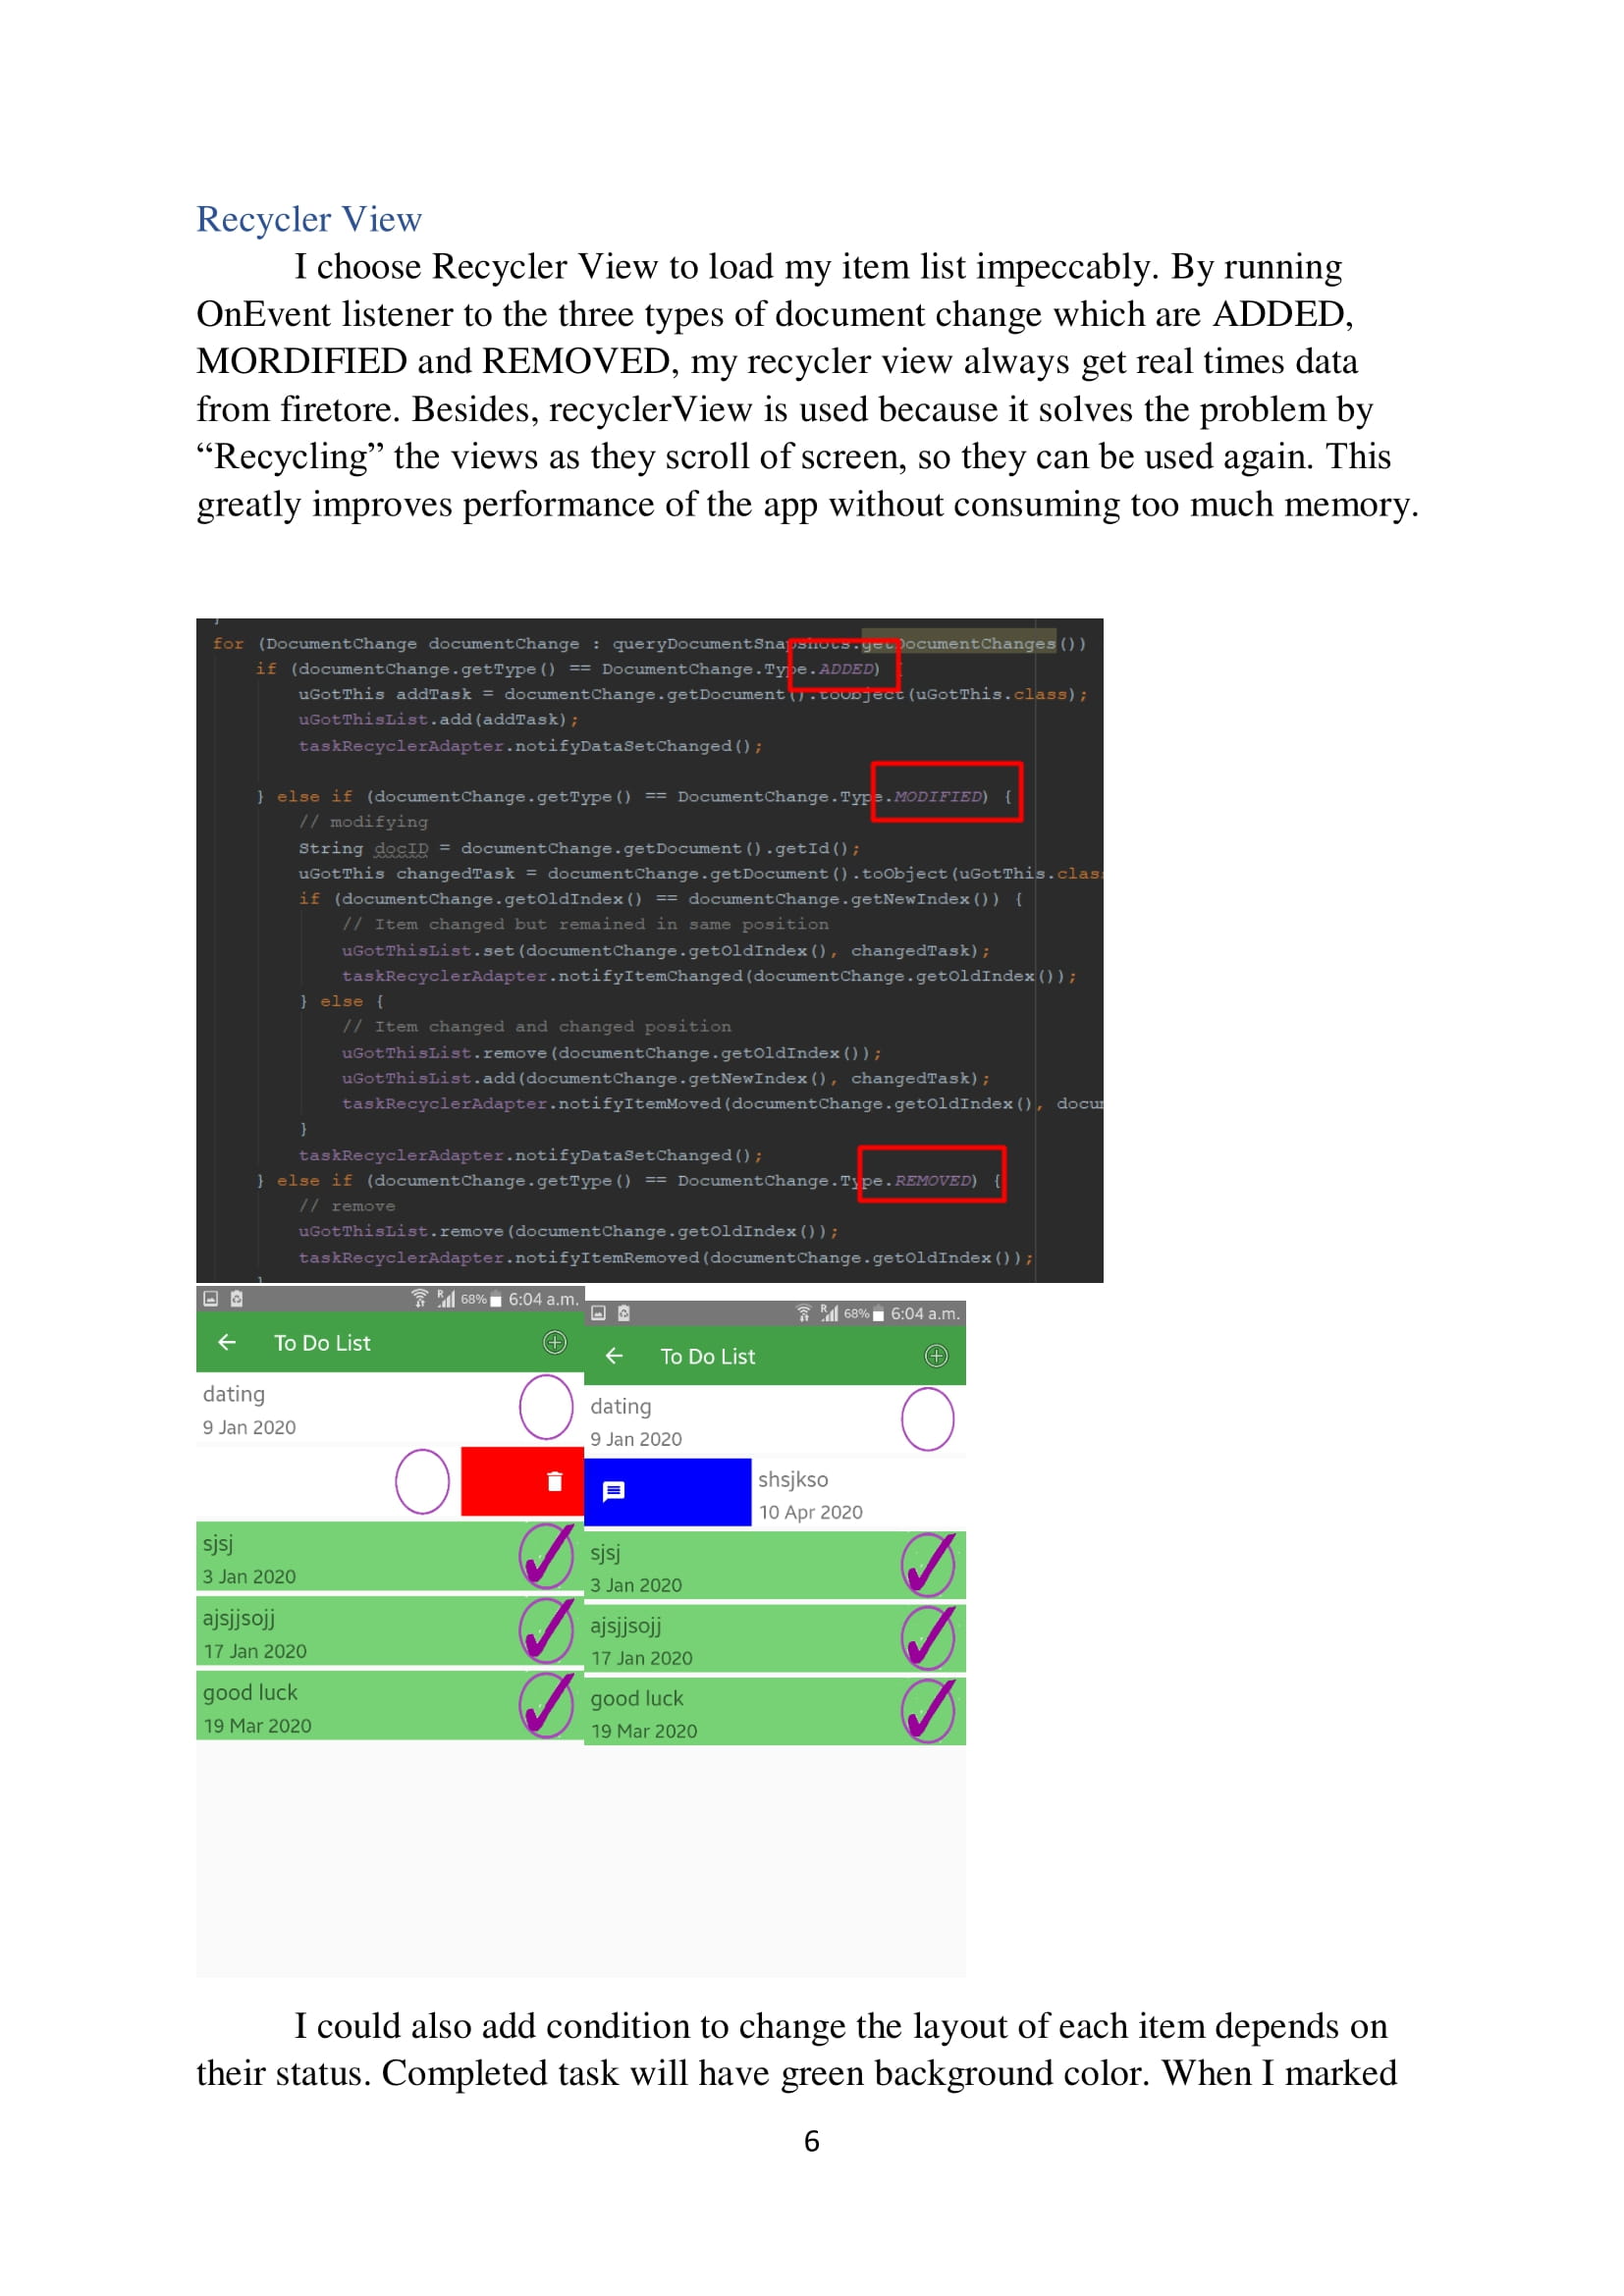 Recycler View
I choose Recycler View to load my item list impeccably. By running
OnEvent listener to the three types of document change which are ADDED,
MORDIFIED and REMOVED, my recycler view always get real times data
from firetore. Besides, recyclerView is used because it solves the problem by
“Recycling” the views as they scroll of screen, so they can be used again. This
greatly improves performance of the app without consuming too much memory.
for (DocumentChange documentChange : queryDocumentSnapshots.getDocumentChanges())
if (documentChange.getType() == DocumentChange.Type.ADDED) {
uGotThis addTask = documentChange.getDocument().toObject(uGotThis.class);
uGotThisList.add(addTask);
taskRecyclerAdapter.notifyDataSetChanged();
} else if (documentChange.getType() == DocumentChange.Type.MODIFIED) {
// modifying
String docID = documentChange.getDocument().getId();
uGotThis changedTask = documentChange.getDocument().toObject(uGotThis.clas
if (documentChange.getOldIndex() == documentChange.getNewIndex()) {
// Item changed but remained in same position
uGotThisList.set(documentChange.getOldIndex(), changedTask);
taskRecyclerAdapter.notifyItemChanged(documentChange.getOldIndex());
} else {
// Item changed and changed position
uGotThisList.remove(documentChange.getOldIndex());
uGotThisList.add(documentChange.getNewIndex(), changedTask);
taskRecyclerAdapter.notifyItemMoved(documentChange.getOldIndex(), docu
}
taskRecyclerAdapter.notifyDataSetChanged();
} else if (documentChange.getType() == DocumentChange.Type.REMOVED) {
// remove
uGotThisList.remove(documentChange.getOldIndex());
taskRecyclerAdapter.notifyItemRemoved(documentChange.getOldIndex());
R 68% 6:04 a.m.
To Do List
dating
9 Jan 2020
sjsj
3 Jan 2020
ajsjjsojj
17 Jan 2020
good luck
19 Mar 2020
R 68% 6:04 a.m.
To Do List
dating
9 Jan 2020
shsjkso
10 Apr 2020
sjsj
3 Jan 2020
ajsjjsojj
17 Jan 2020
good luck
19 Mar 2020
I could also add condition to change the layout of each item depends on
their status. Completed task will have green background color. When I marked
6